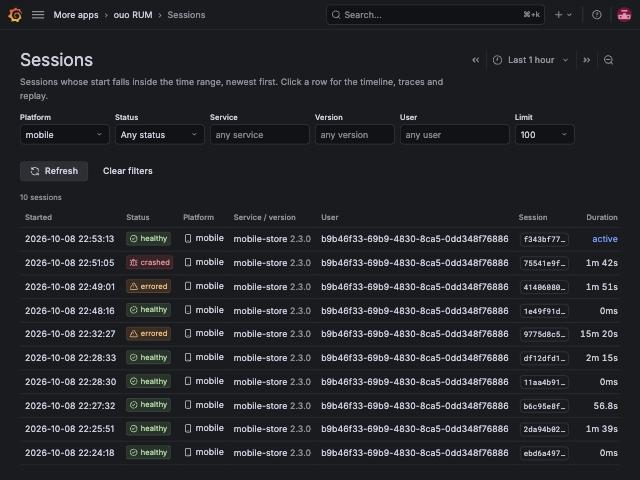 More apps › ouo RUM › Sessions
Search... ⌘+k
Sessions
Last 1 hour
Sessions whose start falls inside the time range, newest first. Click a row for the timeline, traces and
replay.
Platform Status Service Version User Limit
mobile Any status any service any version any user 100
Refresh Clear filters
10 sessions
Started Status Platform Service / version User Session Duration
2026-10-08 22:53:13 healthy mobile mobile-store 2.3.0 b9b46f33-69b9-4830-8ca5-0dd348f76886 f343bf77… active
2026-10-08 22:51:05 crashed mobile mobile-store 2.3.0 b9b46f33-69b9-4830-8ca5-0dd348f76886 75541e9f… 1m 42s
2026-10-08 22:49:01 errored mobile mobile-store 2.3.0 b9b46f33-69b9-4830-8ca5-0dd348f76886 41406080… 1m 51s
2026-10-08 22:48:16 healthy mobile mobile-store 2.3.0 b9b46f33-69b9-4830-8ca5-0dd348f76886 1e49f91d… 0ms
2026-10-08 22:32:27 errored mobile mobile-store 2.3.0 b9b46f33-69b9-4830-8ca5-0dd348f76886 9775d8c5… 15m 20s
2026-10-08 22:28:33 healthy mobile mobile-store 2.3.0 b9b46f33-69b9-4830-8ca5-0dd348f76886 df12dfd1… 2m 15s
2026-10-08 22:28:30 healthy mobile mobile-store 2.3.0 b9b46f33-69b9-4830-8ca5-0dd348f76886 11aa4b91… 0ms
2026-10-08 22:27:32 healthy mobile mobile-store 2.3.0 b9b46f33-69b9-4830-8ca5-0dd348f76886 b6c95e8f… 56.8s
2026-10-08 22:25:51 healthy mobile mobile-store 2.3.0 b9b46f33-69b9-4830-8ca5-0dd348f76886 2da94b02… 1m 39s
2026-10-08 22:24:18 healthy mobile mobile-store 2.3.0 b9b46f33-69b9-4830-8ca5-0dd348f76886 ebd6a497… 0ms